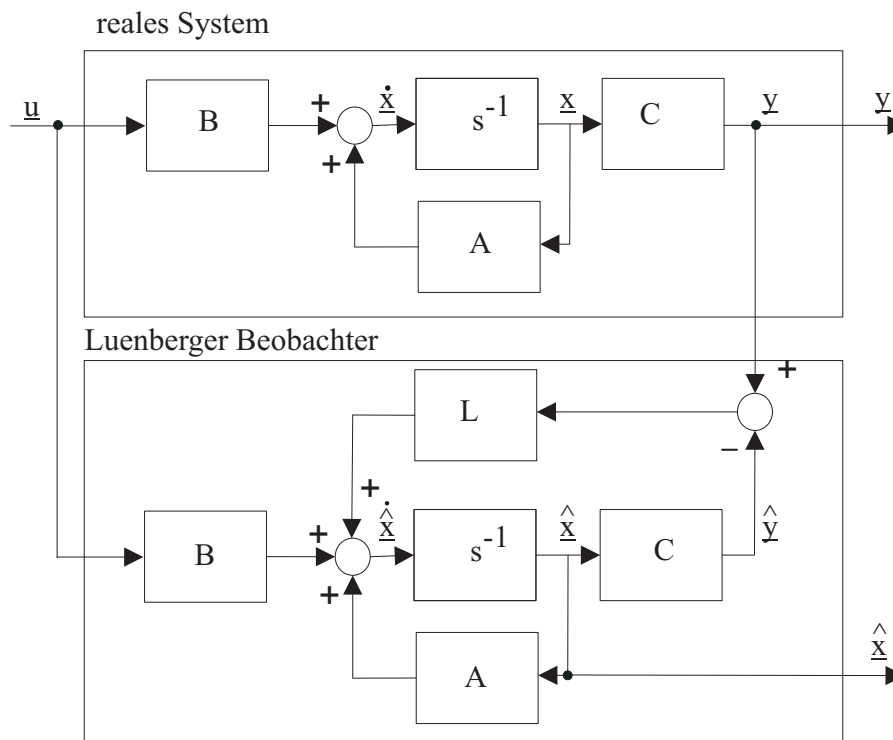 reales System
u
B
+
+
ẋ
s⁻¹
x
C
y
y
A
Luenberger Beobachter
L
+
−
+
B
+
+
x̂̇
s⁻¹
x̂
C
ŷ
A
x̂